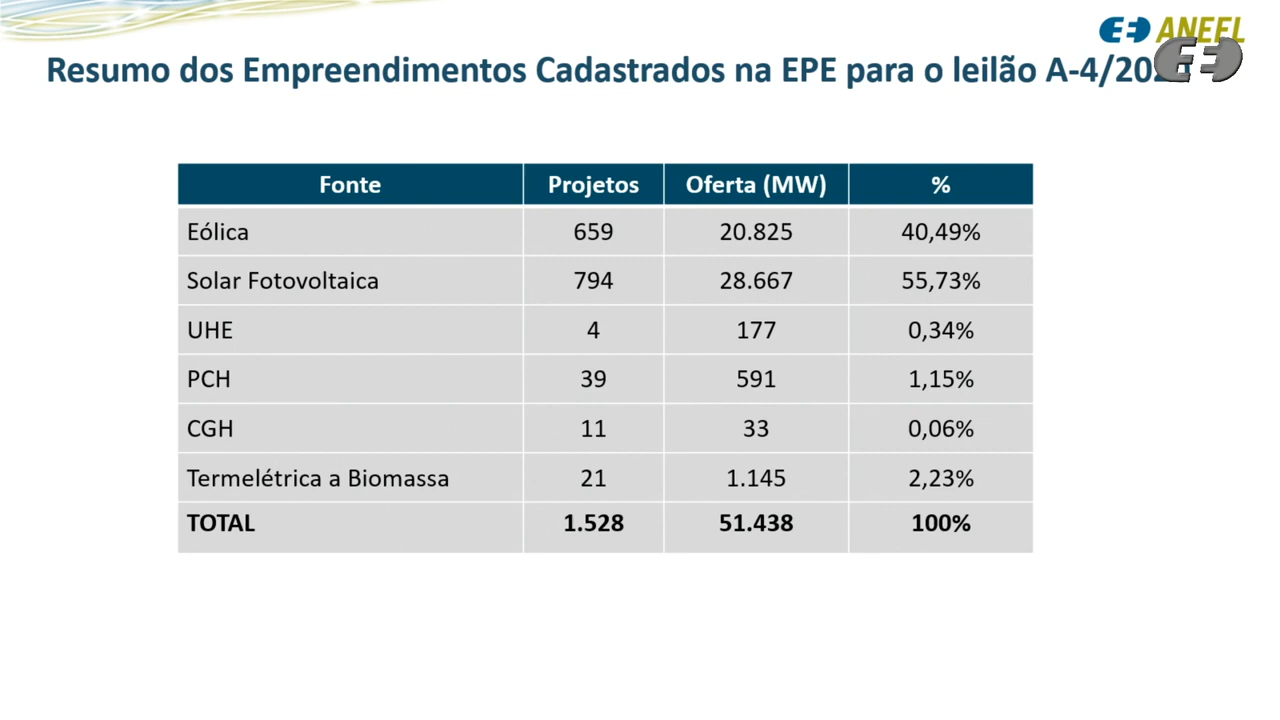 ANEEL
Resumo dos Empreendimentos Cadastrados na EPE para o leilão
Fonte Projetos Oferta (MW) %
Eólica 659 20.825 40,49%
Solar Fotovoltaica 794 28.667 55,73%
UHE 4 177 0,34%
PCH 39 591 1,15%
CGH 11 33 0,06%
Termelétrica a Biomassa 21 1.145 2,23%
TOTAL 1.528 51.438 100%